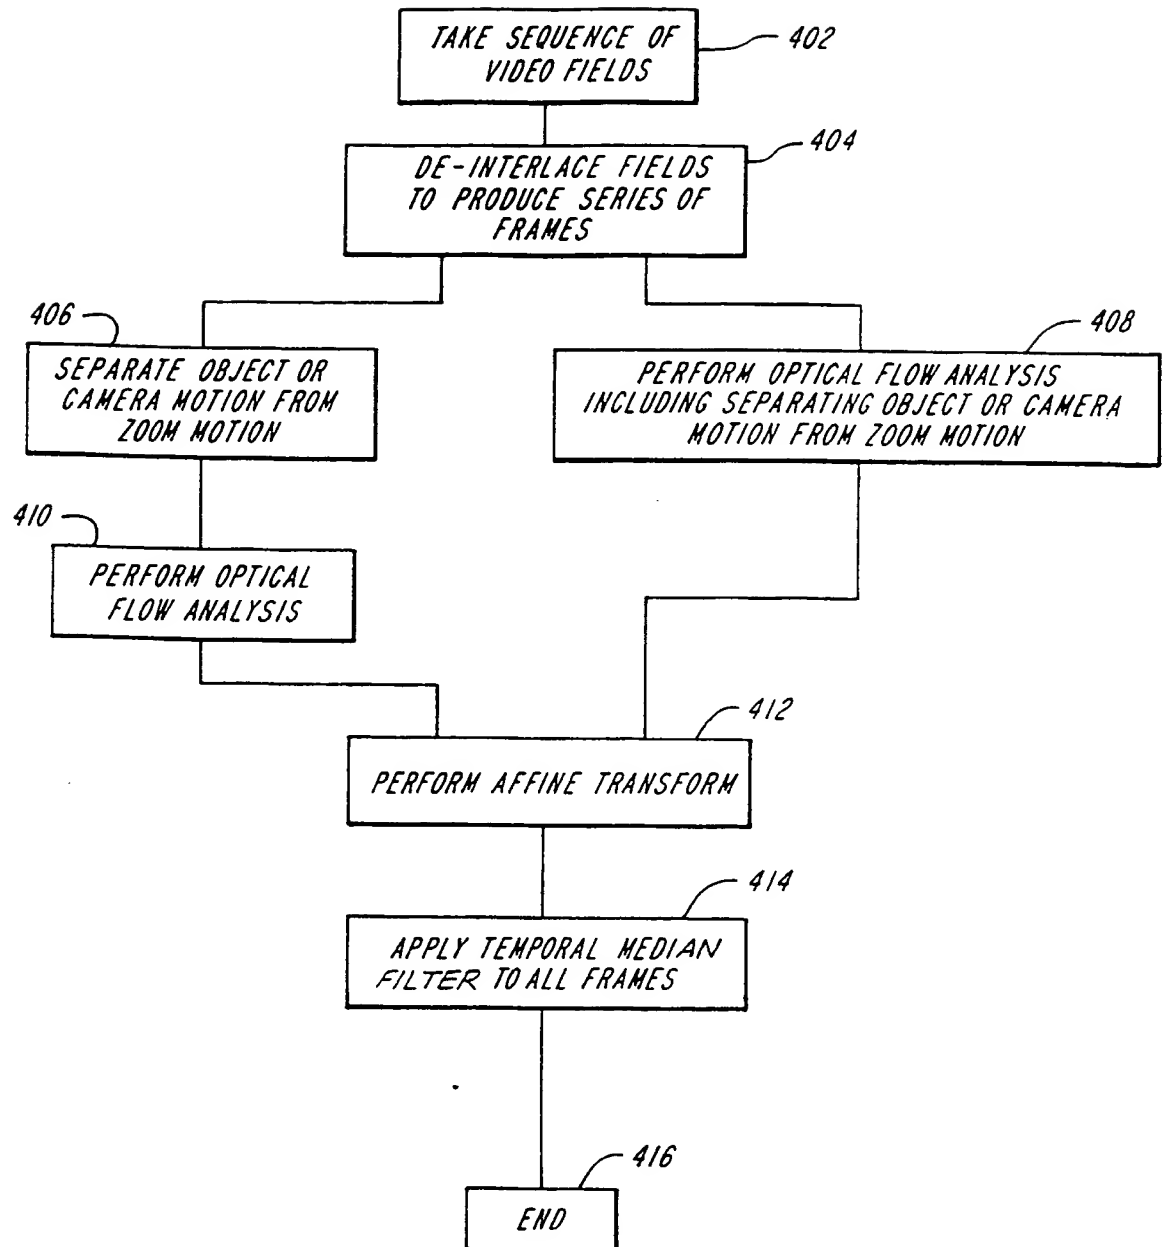 TAKE SEQUENCE OF
VIDEO FIELDS
402
DE-INTERLACE FIELDS
TO PRODUCE SERIES OF
FRAMES
404
406
SEPARATE OBJECT OR
CAMERA MOTION FROM
ZOOM MOTION
408
PERFORM OPTICAL FLOW ANALYSIS
INCLUDING SEPARATING OBJECT OR CAMERA
MOTION FROM ZOOM MOTION
410
PERFORM OPTICAL
FLOW ANALYSIS
412
PERFORM AFFINE TRANSFORM
414
APPLY TEMPORAL MEDIAN
FILTER TO ALL FRAMES
416
END